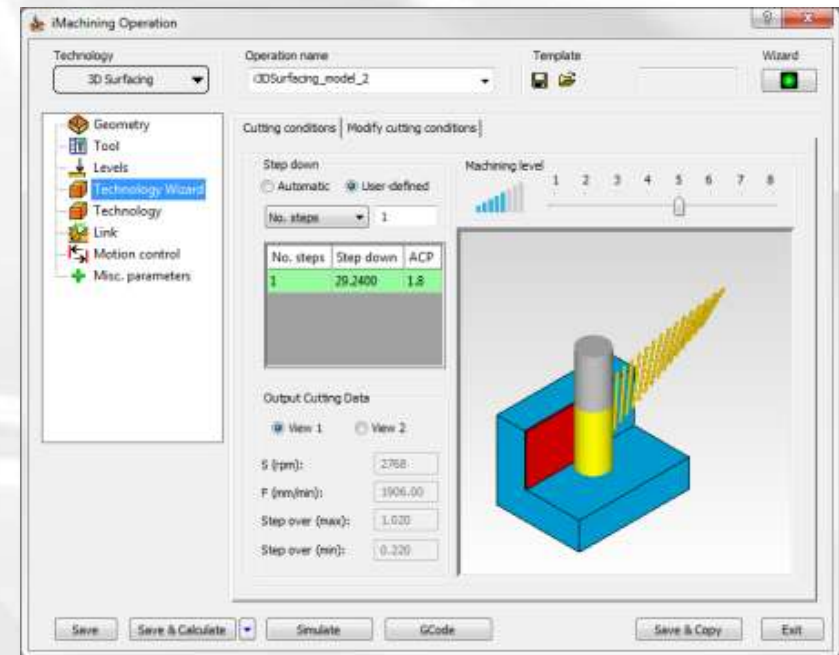 iMachining Operation
Technology
3D Surfacing
Operation name
i3DSurfacing_model_2
Template
Wizard
Geometry
Tool
Levels
Technology Wizard
Technology
Link
Motion control
Misc. parameters
Cutting conditions
Modify cutting conditions
Step down
Automatic
User-defined
No. steps
1
No. steps Step down ACP
1 29.2400 1.8
Machining level
1 2 3 4 5 6 7 8
Output Cutting Data
View 1
View 2
S (rpm): 2768
F (mm/min): 1906.00
Step over (max): 1.020
Step over (min): 0.220
Save
Save & Calculate
Simulate
GCode
Save & Copy
Exit